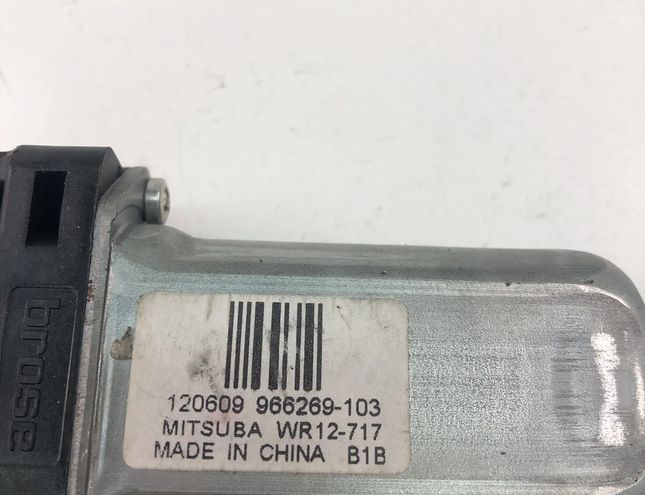 brose
120609 966269-103
MITSUBA WR12-717
MADE IN CHINA B1B